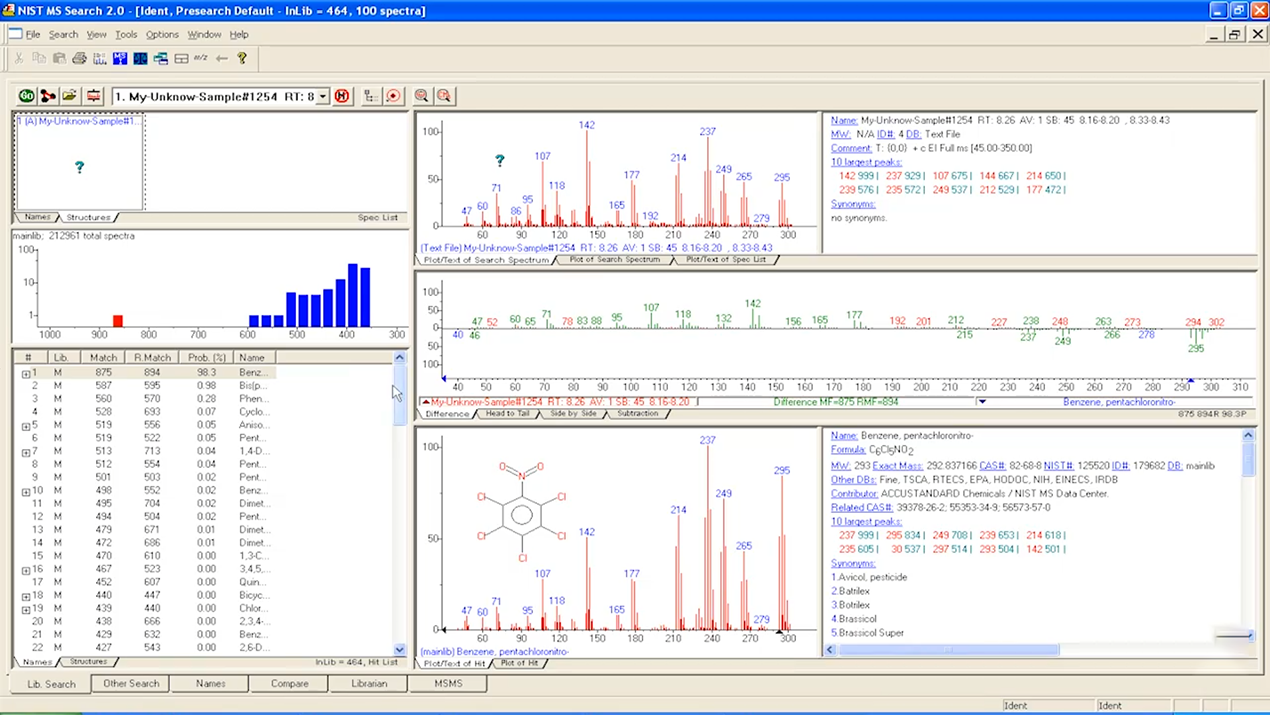 NIST MS Search 2.0 - [Ident, Presearch Default - InLib = 464, 100 spectra]
File Search View Tools Options Window Help
1. My-Unknow-Sample#1254 RT: 8
1 (A) My-Unknow-Sample#1...
?
Names Structures Spec List
mainlib; 212961 total spectra
100
10
1
1000 900 800 700 600 500 400 300
# Lib. Match R.Match Prob. (%) Name
1 M 875 894 98.3 Benz...
2 M 587 595 0.98 Bis(p...
3 M 560 570 0.28 Phen...
4 M 528 693 0.07 Cyclo...
5 M 519 556 0.05 Aniso...
6 M 519 522 0.05 Pent...
7 M 513 713 0.04 1,4-D...
8 M 512 554 0.04 Pent...
9 M 501 503 0.02 Pent...
10 M 498 552 0.02 Benz...
11 M 495 704 0.02 Dimet...
12 M 494 504 0.02 Pent...
13 M 479 671 0.01 Dimet...
14 M 472 686 0.01 Dimet...
15 M 470 610 0.00 1,3-C...
16 M 467 523 0.00 3,4,5,...
17 M 452 607 0.00 Quin...
18 M 440 447 0.00 Bicyc...
19 M 439 440 0.00 Chlor...
20 M 438 666 0.00 2,3,4-...
21 M 429 632 0.00 Benz...
22 M 427 543 0.00 2,6-D...
Names Structures InLib = 464, Hit List
100
50
0
?
47 60 71 86 95 107 118 142 165 177 192 214 237 249 265 279 295
60 90 120 150 180 210 240 270 300
(Text File) My-Unknow-Sample#1254 RT: 8.26 AV: 1 SB: 45 8.16-8.20 , 8.33-8.43
Plot/Text of Search Spectrum Plot of Search Spectrum Plot/Text of Spec List
Name: My-Unknow-Sample#1254 RT: 8.26 AV: 1 SB: 45 8.16-8.20 , 8.33-8.43
MW: N/A ID#: 4 DB: Text File
Comment: T: {0,0} + c EI Full ms [45.00-350.00]
10 largest peaks:
142 999 | 237 929 | 107 675 | 144 667 | 214 650 |
239 576 | 235 572 | 249 537 | 212 529 | 177 472 |
Synonyms:
no synonyms.
100
50
0
50
100
47 52 60 65 71 78 83 88 95 107 118 132 142 156 165 177 192 201 212 227 238 248 263 273 294 302
40 46 215 237 249 266 278 295
40 50 60 70 80 90 100 110 120 130 140 150 160 170 180 190 200 210 220 230 240 250 260 270 280 290 300 310
My-Unknow-Sample#1254 RT: 8.26 AV: 1 SB: 45 8.16-8.20 Difference MF=875 RMF=894 Benzene, pentachloronitro-
Difference Head to Tail Side by Side Subtraction 875 894R 98.3P
100
50
0
O O
N
Cl Cl
Cl Cl
Cl
47 60 71 95 107 118 142 165 177 214 237 249 265 279 295
60 90 120 150 180 210 240 270 300
(mainlib) Benzene, pentachloronitro-
Plot/Text of Hit Plot of Hit
Name: Benzene, pentachloronitro-
Formula: C6Cl5NO2
MW: 293 Exact Mass: 292.837166 CAS#: 82-68-8 NIST#: 125520 ID#: 179682 DB: mainlib
Other DBs: Fine, TSCA, RTECS, EPA, HODOC, NIH, EINECS, IRDB
Contributor: ACCUSTANDARD Chemicals / NIST MS Data Center.
Related CAS#: 39378-26-2; 55353-34-9; 56573-57-0
10 largest peaks:
237 999 | 295 834 | 249 708 | 239 653 | 214 618 |
235 605 | 30 537 | 297 514 | 293 504 | 142 501 |
Synonyms:
1.Avicol, pesticide
2.Batrilex
3.Botrilex
4.Brassicol
5.Brassicol Super
Lib. Search Other Search Names Compare Librarian MSMS
Ident Ident